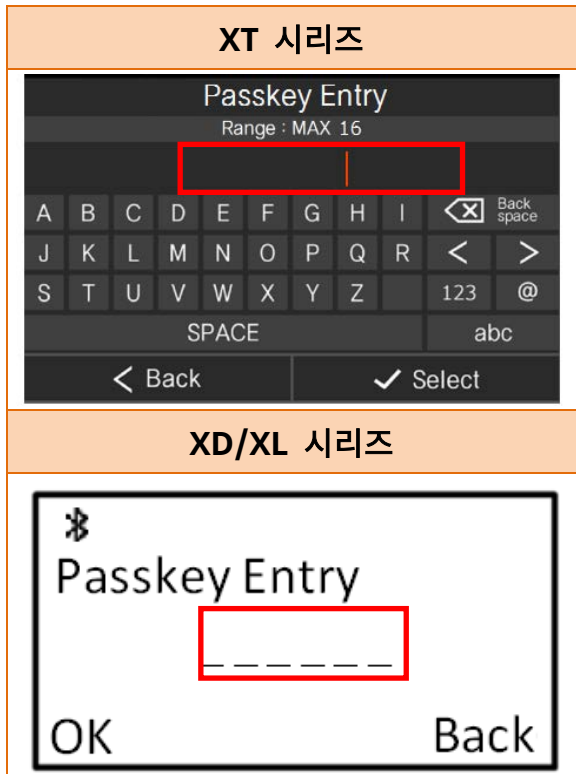 XT 시리즈
Passkey Entry
Range : MAX 16
A B C D E F G H I Back space
J K L M N O P Q R < >
S T U V W X Y Z 123 @
SPACE abc
< Back ✓ Select
XD/XL 시리즈
Passkey Entry
_ _ _ _ _ _
OK Back